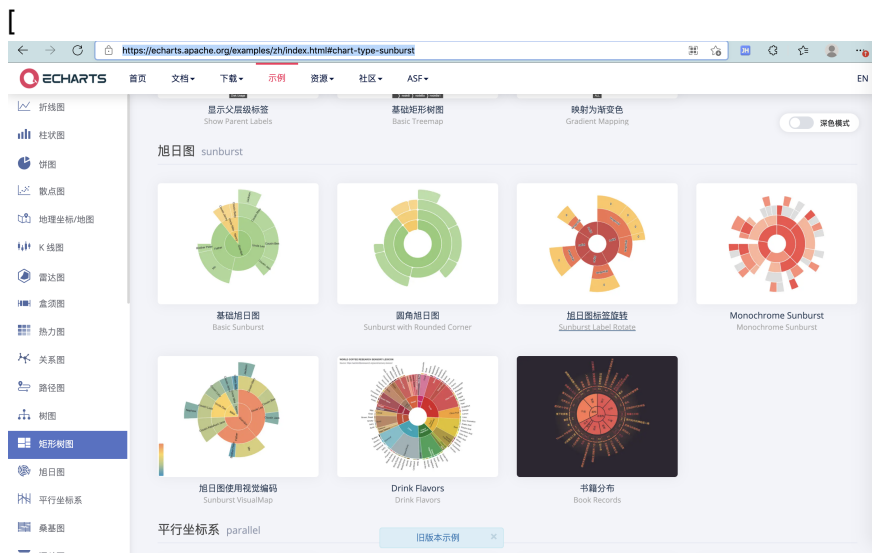 [
https://echarts.apache.org/examples/zh/index.html#chart-type-sunburst
ECHARTS 首页 文档 下载 示例 资源 社区 ASF EN
折线图
柱状图
饼图
散点图
地理坐标/地图
K 线图
雷达图
盒须图
热力图
关系图
路径图
树图
矩形树图
旭日图
平行坐标系
桑基图
显示父层级标签 基础矩形树图 映射为渐变色
Show Parent Labels Basic Treemap Gradient Mapping
深色模式
旭日图 sunburst
基础旭日图 圆角旭日图 旭日图标签旋转 Monochrome Sunburst
Basic Sunburst Sunburst with Rounded Corner Sunburst Label Rotate Monochrome Sunburst
旭日图使用视觉编码 Drink Flavors 书籍分布
Sunburst VisualMap Drink Flavors Book Records
平行坐标系 parallel
旧版本示例 ×